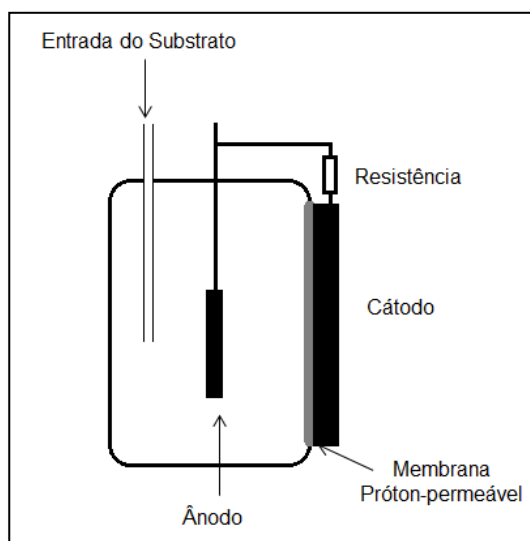 Entrada do Substrato
Resistência
Cátodo
Membrana
Próton-permeável
Ânodo